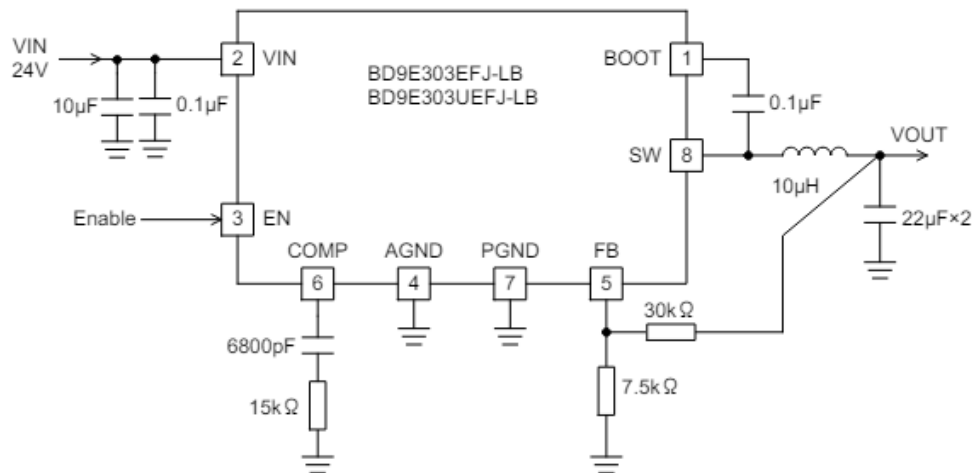 VIN
24V
10µF
0.1µF
2
VIN
BD9E303EFJ-LB
BD9E303UEFJ-LB
BOOT
1
0.1µF
SW
8
VOUT
10µH
22µF×2
Enable
3
EN
COMP
AGND
PGND
FB
6
4
7
5
30kΩ
6800pF
7.5kΩ
15kΩ